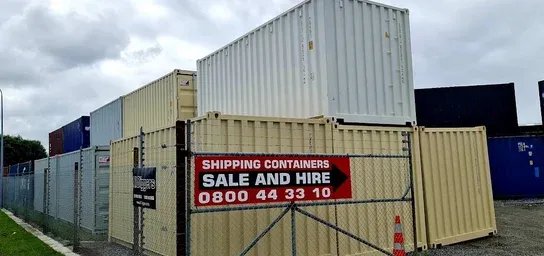 SHIPPING CONTAINERS
SALE AND HIRE
0800 44 33 10